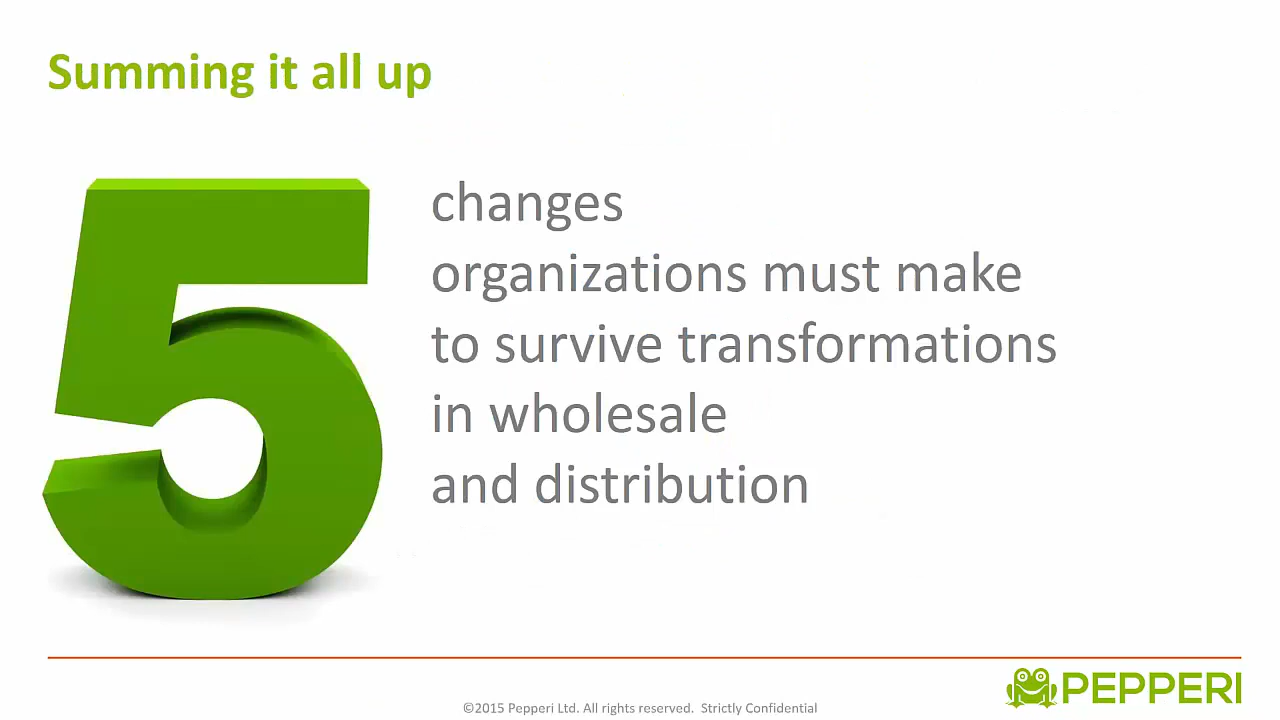 Summing it all up
5
changes
organizations must make
to survive transformations
in wholesale
and distribution
©2015 Pepperi Ltd. All rights reserved. Strictly Confidential
PEPPERI